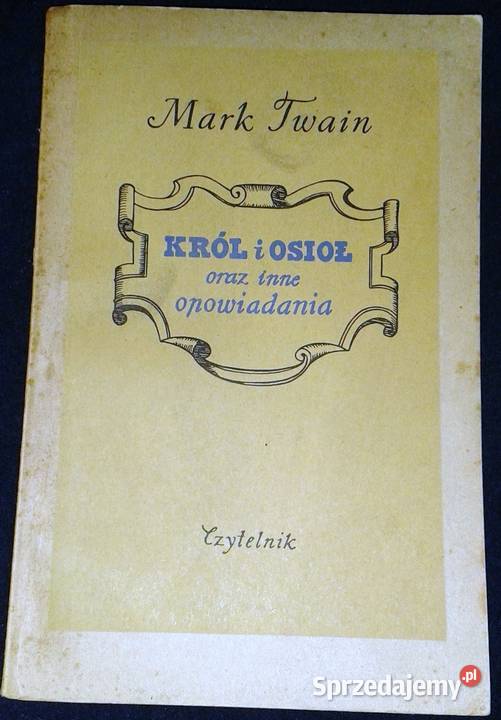 Mark Twain
KRÓL i OSIOŁ
oraz inne
opowiadania
Czytelnik
Sprzedajemy.pl